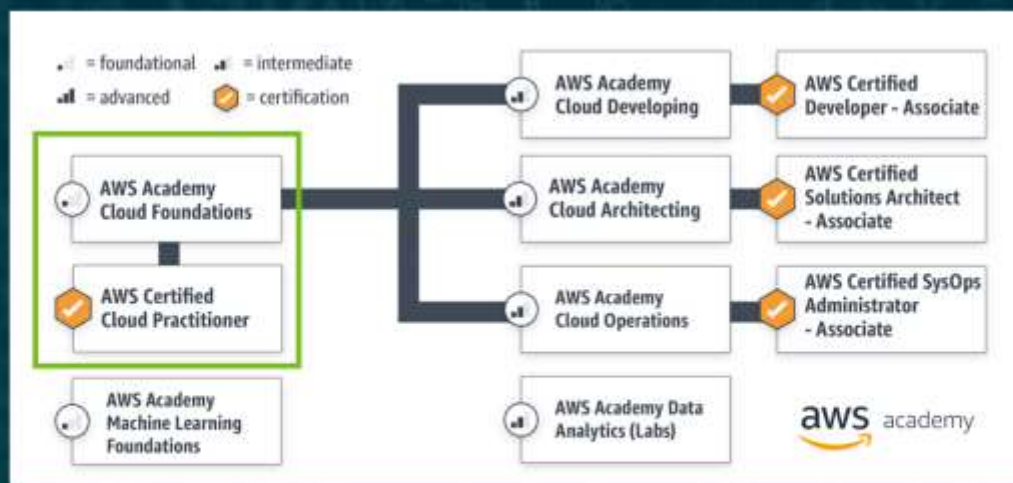 = foundational
= intermediate
= advanced
= certification
AWS Academy
Cloud Foundations
AWS Certified
Cloud Practitioner
AWS Academy
Machine Learning
Foundations
AWS Academy
Cloud Developing
AWS Certified
Developer - Associate
AWS Academy
Cloud Architecting
AWS Certified
Solutions Architect
- Associate
AWS Academy
Cloud Operations
AWS Certified SysOps
Administrator
- Associate
AWS Academy Data
Analytics (Labs)
aws academy